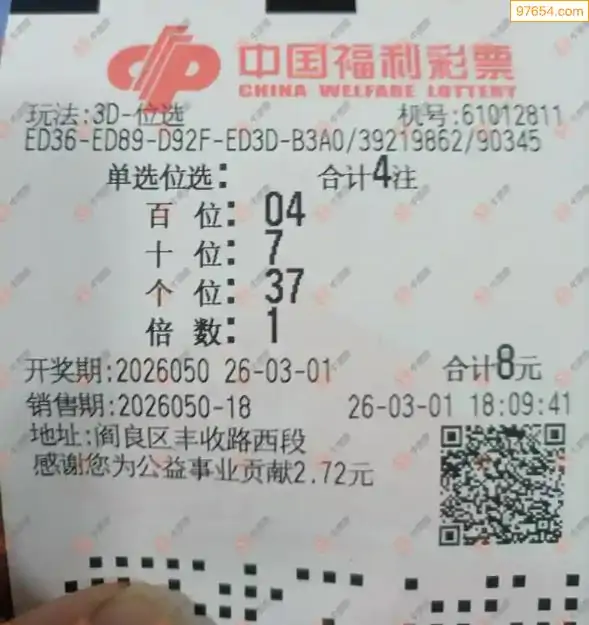 97654.com
中国福利彩票
CHINA WELFARE LOTTERY
玩法:3D-位选 机号:61012811
ED36-ED89-D92F-ED3D-B3A0/39219862/90345
单选位选: 合计4注
百 位: 04
十 位: 7
个 位: 37
倍 数: 1
开奖期:2026050 26-03-01 合计8元
销售期:2026050-18 26-03-01 18:09:41
地址:阎良区丰收路西段
感谢您为公益事业贡献2.72元